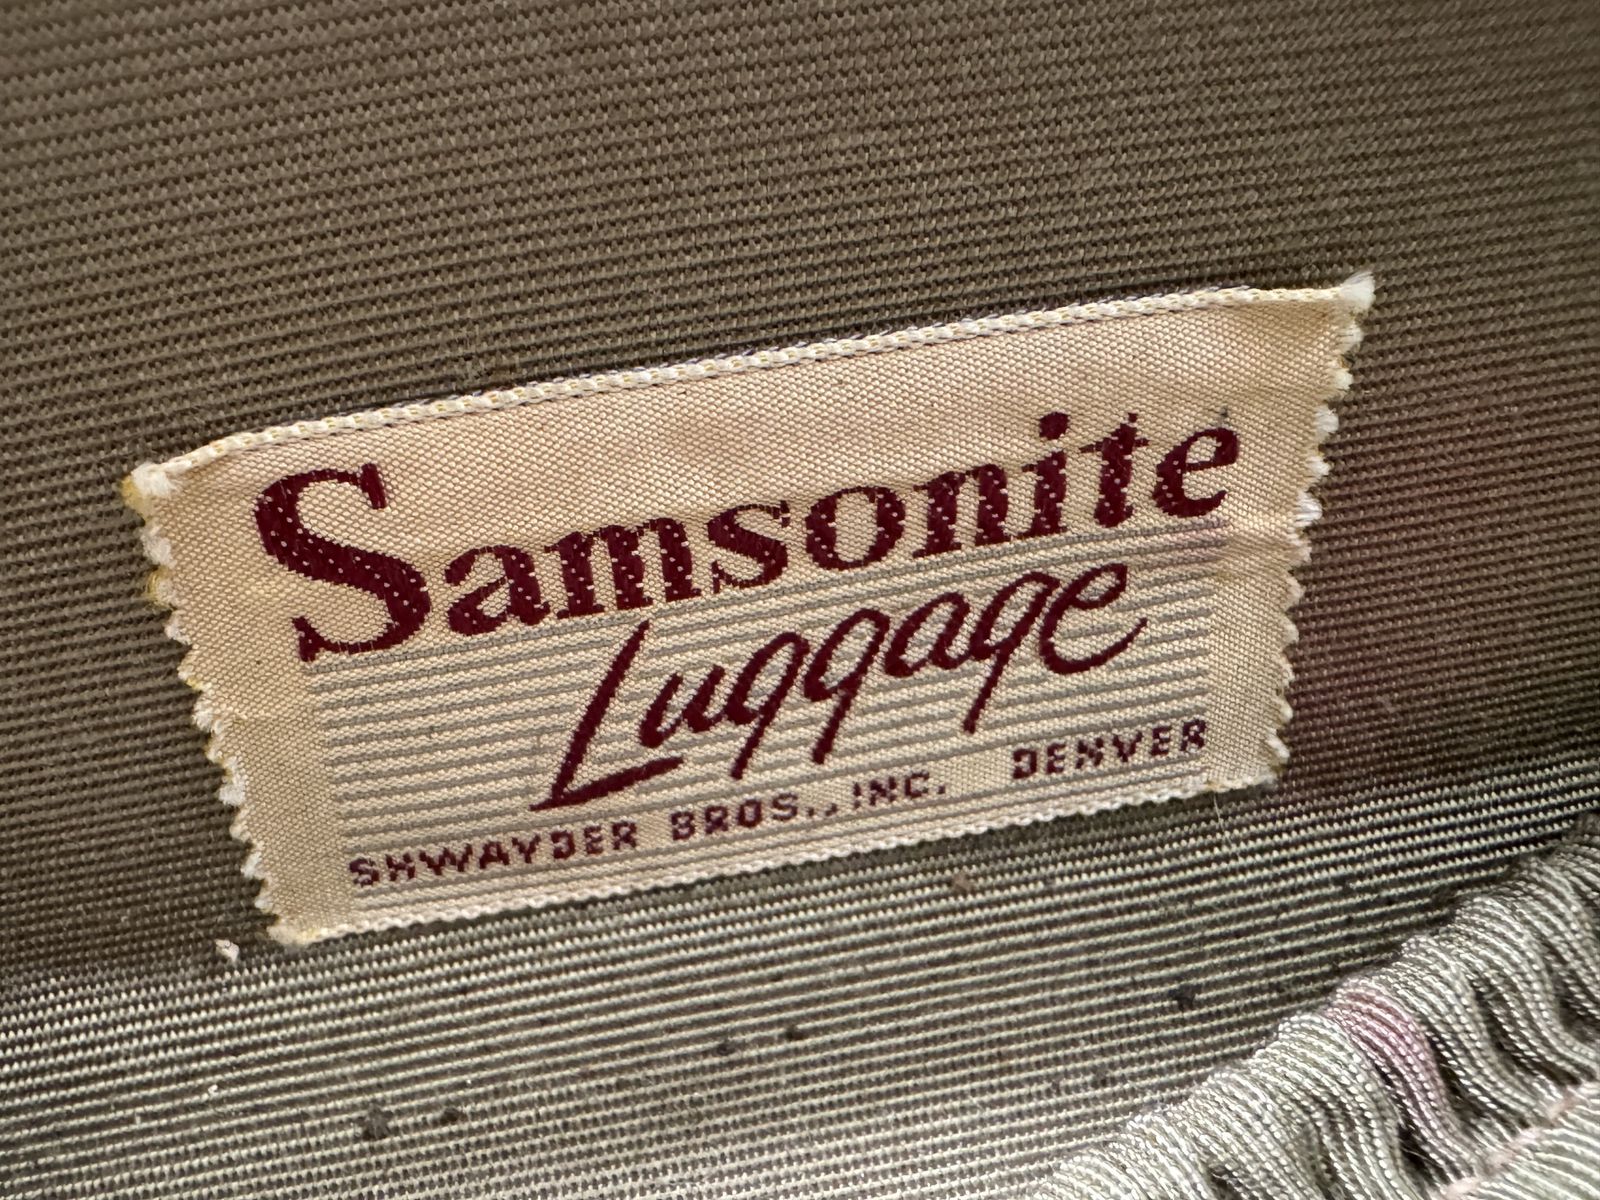 Samsonite
Luggage
SHWAYDER BROS., INC. DENVER